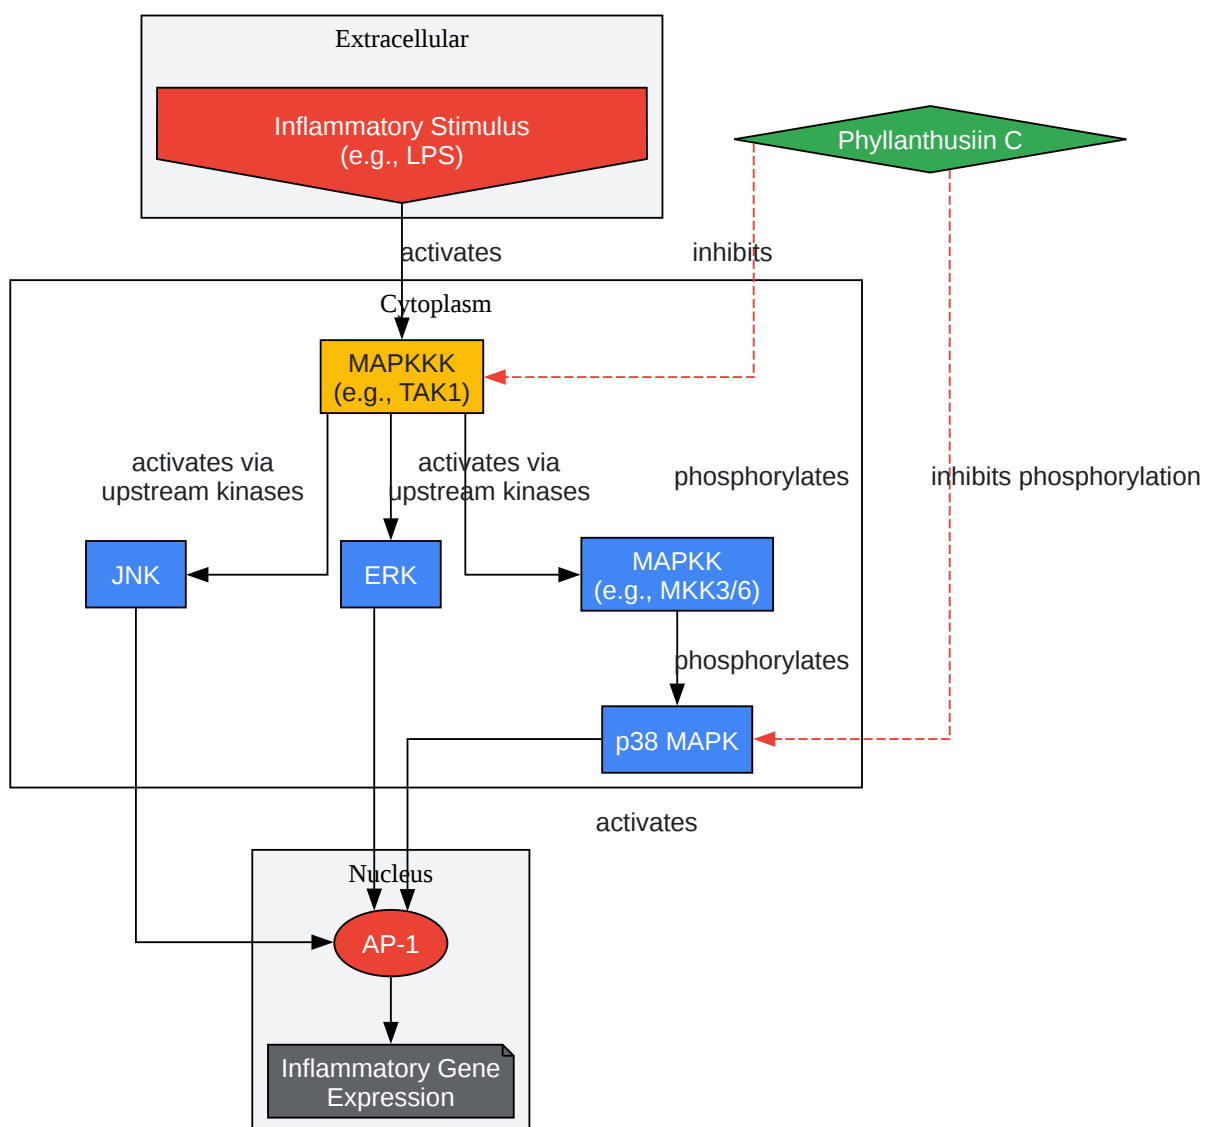 Extracellular
Inflammatory Stimulus
(e.g., LPS)
Phyllanthusiin C
activates
inhibits
Cytoplasm
MAPKKK
(e.g., TAK1)
activates via
upstream kinases
activates via
upstream kinases
phosphorylates
inhibits phosphorylation
JNK
ERK
MAPKK
(e.g., MKK3/6)
phosphorylates
p38 MAPK
activates
Nucleus
AP-1
Inflammatory Gene
Expression